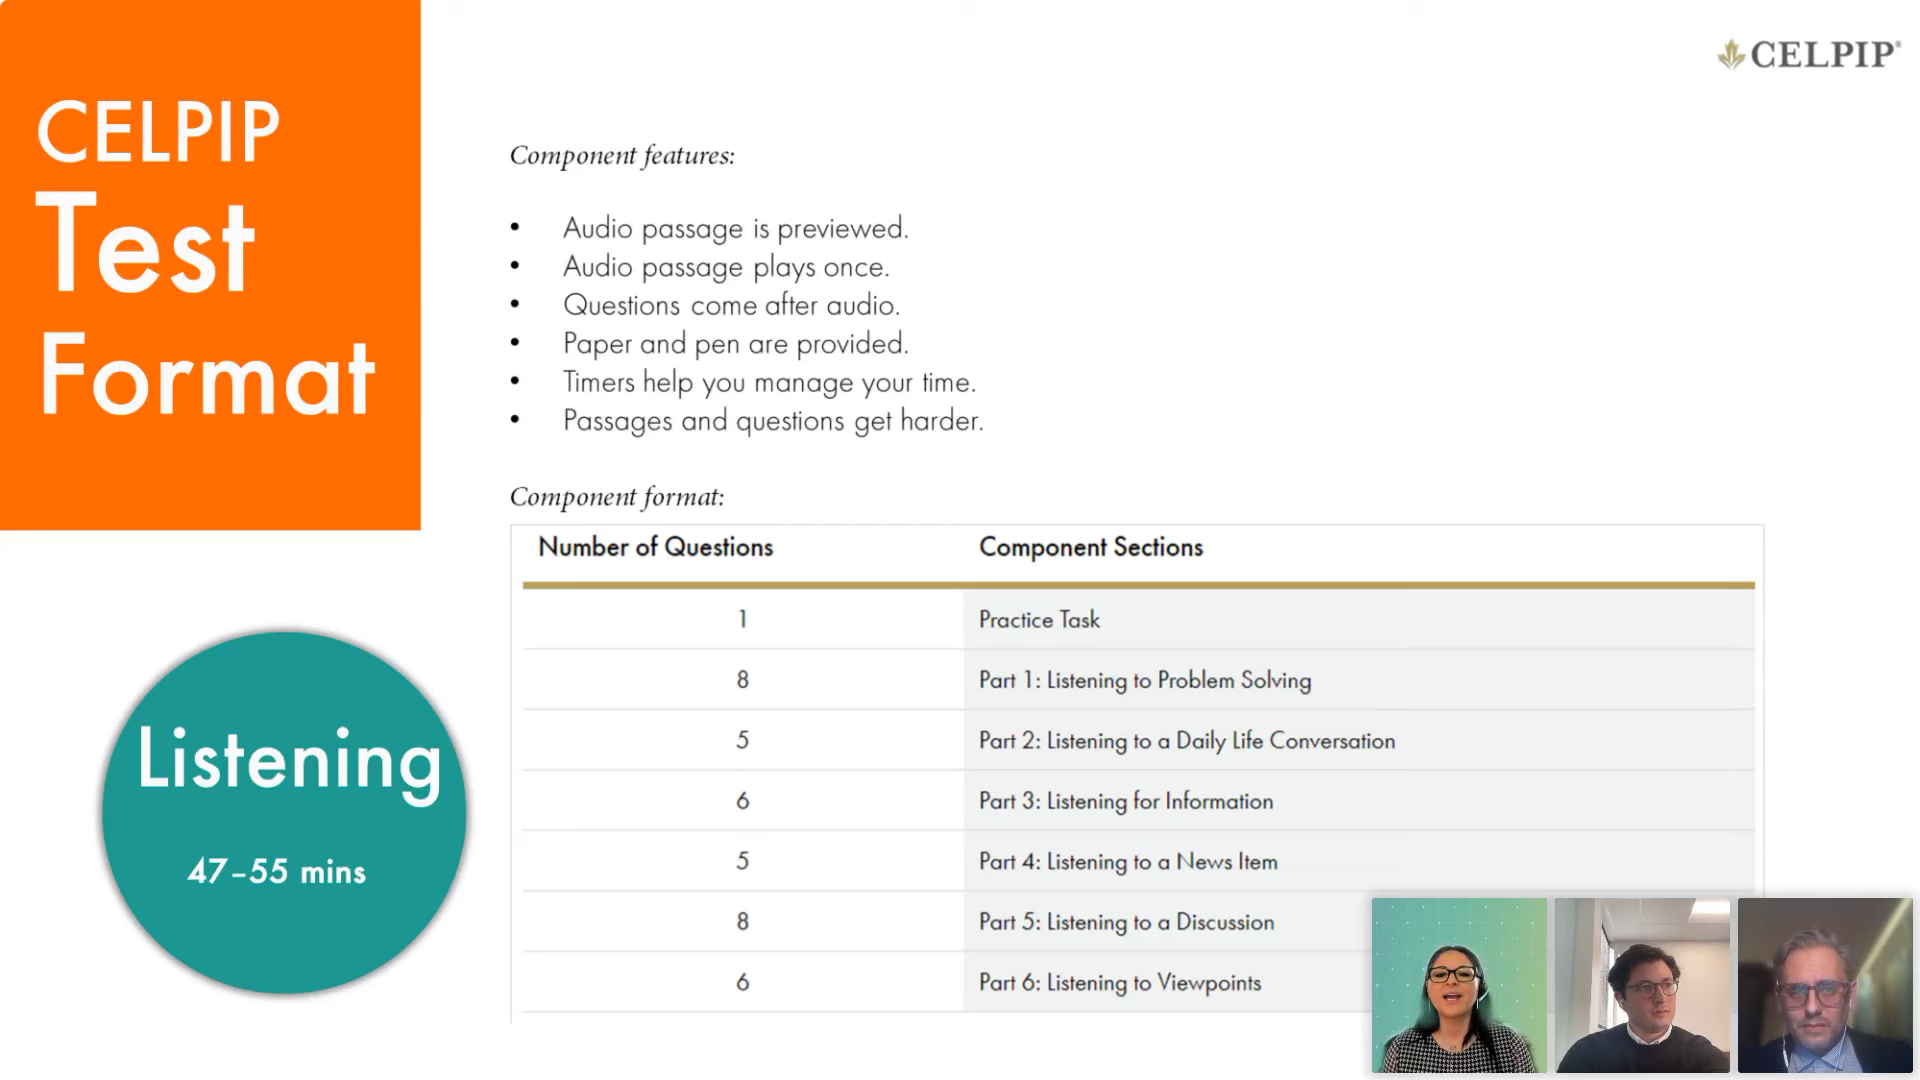 CELPIP
Test
Format
Listening
47–55 mins
CELPIP®
Component features:
• Audio passage is previewed.
• Audio passage plays once.
• Questions come after audio.
• Paper and pen are provided.
• Timers help you manage your time.
• Passages and questions get harder.
Component format:
Number of Questions Component Sections
1 Practice Task
8 Part 1: Listening to Problem Solving
5 Part 2: Listening to a Daily Life Conversation
6 Part 3: Listening for Information
5 Part 4: Listening to a News Item
8 Part 5: Listening to a Discussion
6 Part 6: Listening to Viewpoints